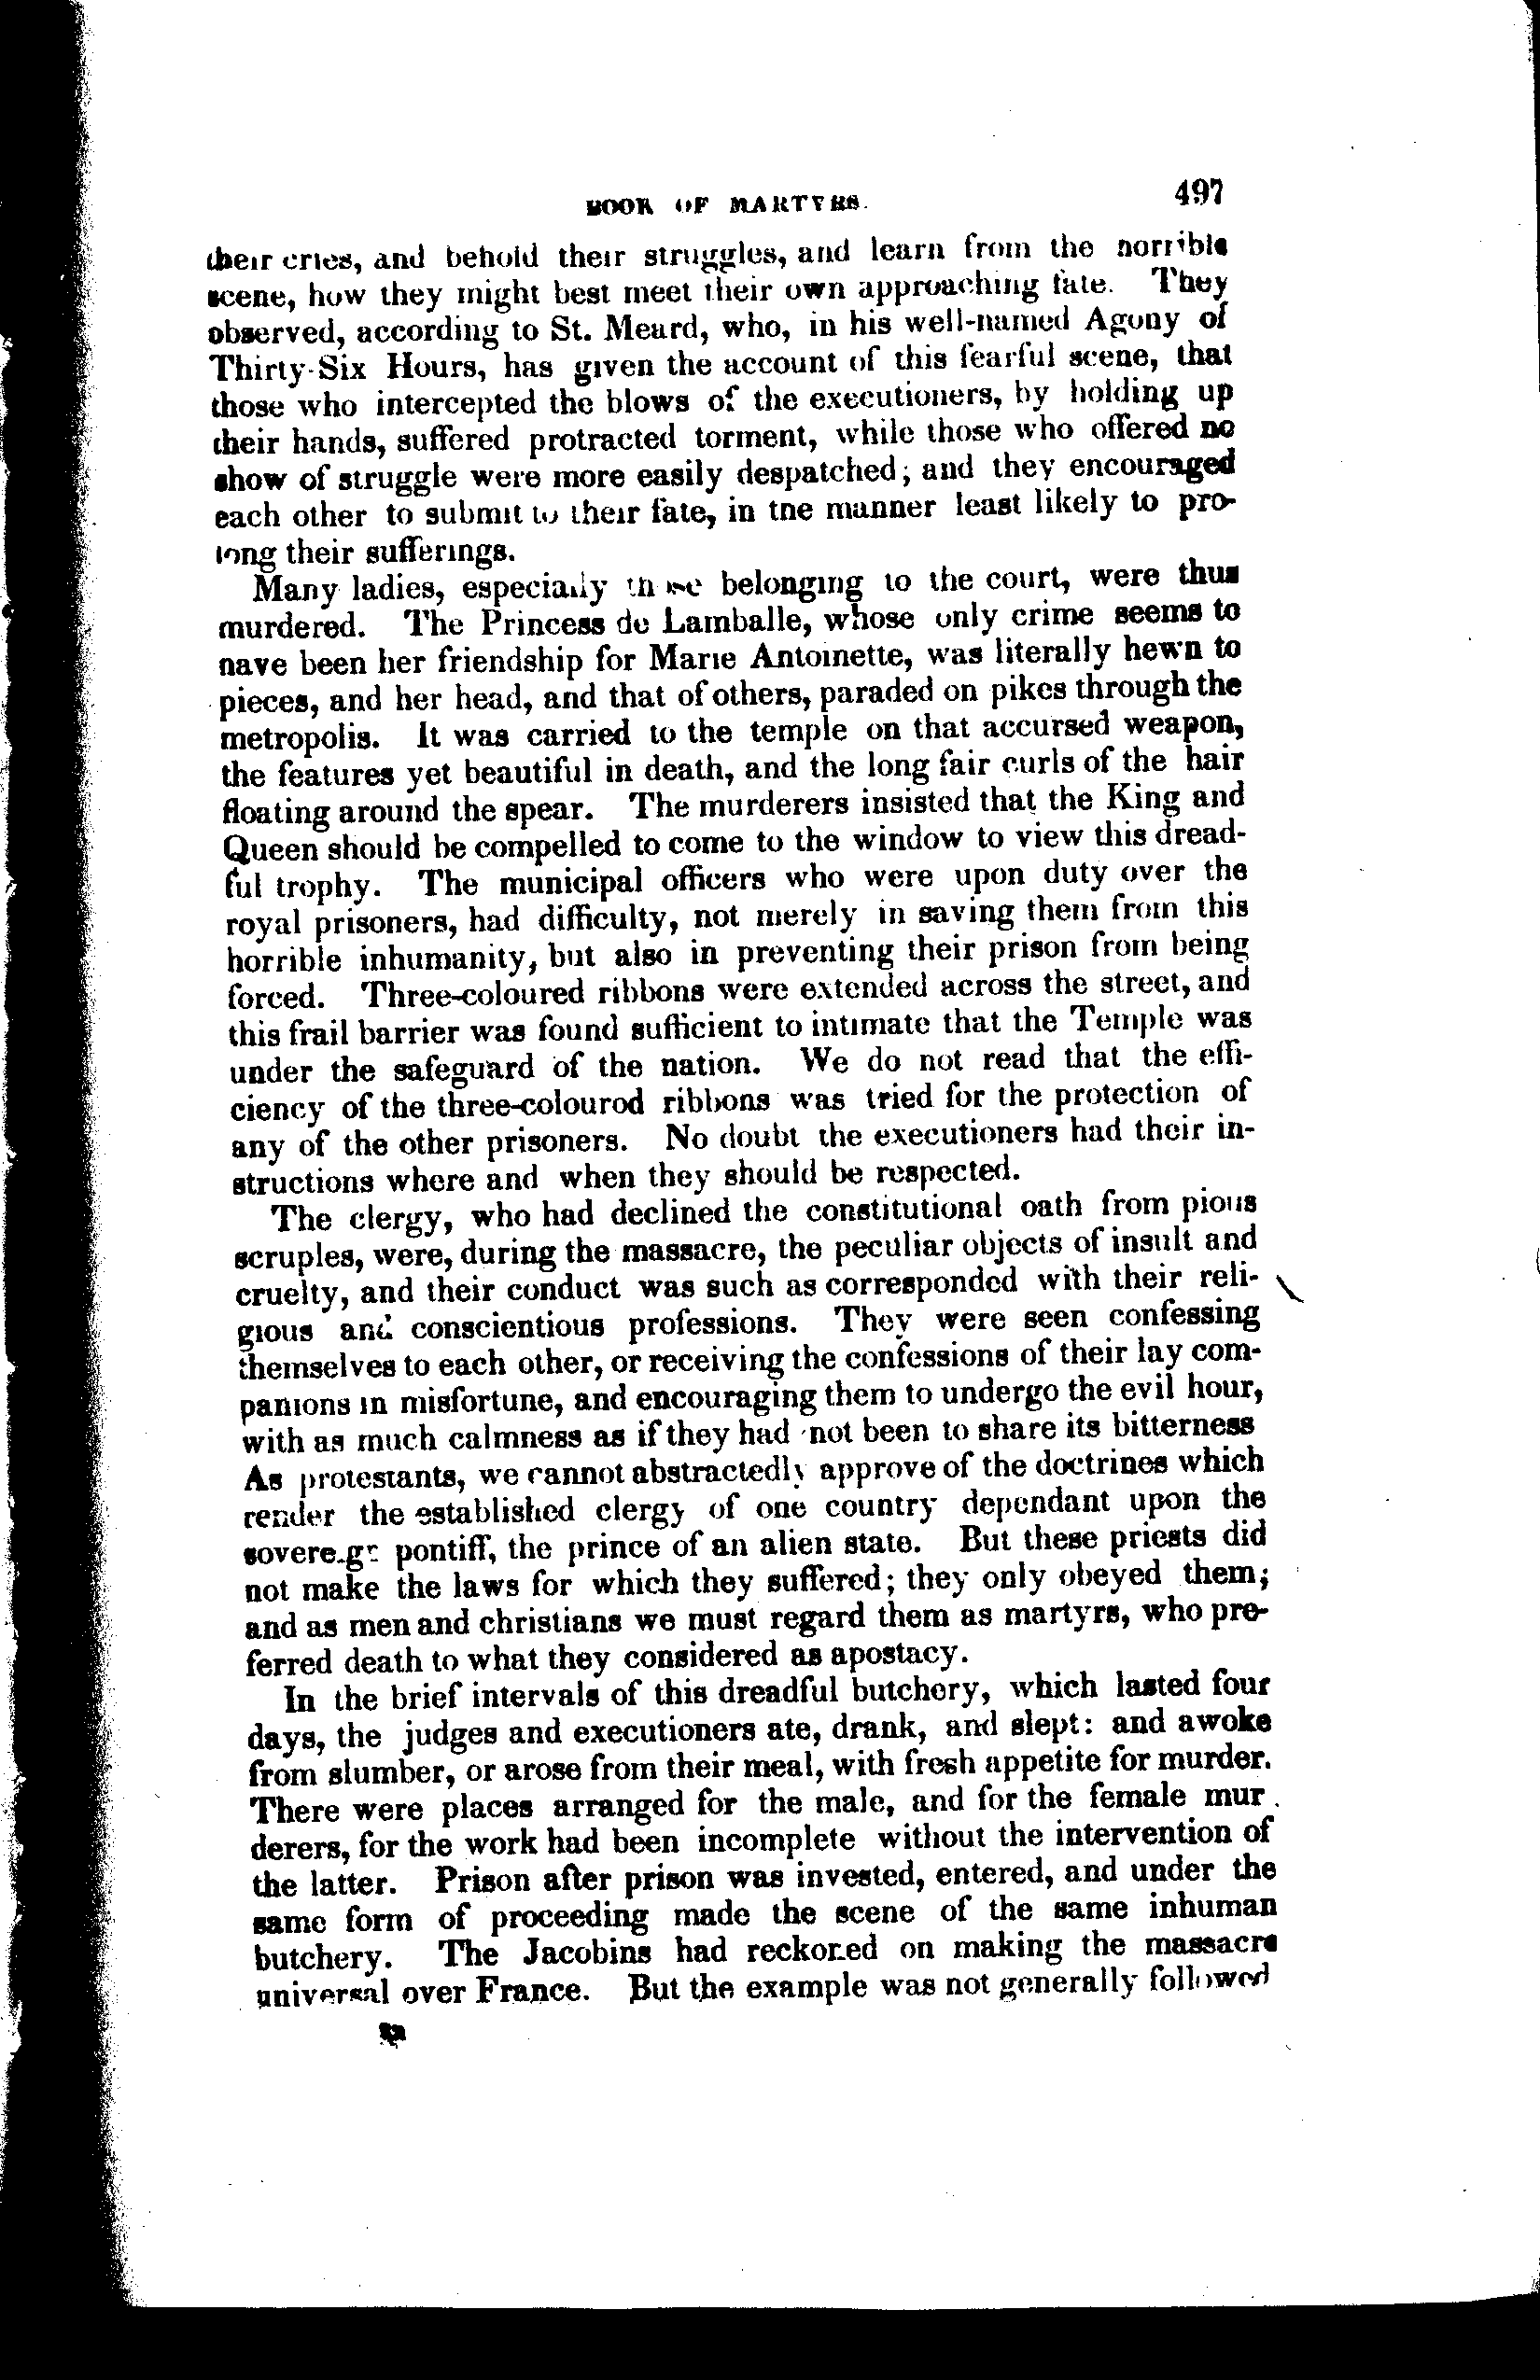 BOOK OF MARTYRS. 497
their cries, and behold their struggles, and learn from the horrible
scene, how they might best meet their own approaching fate. They
observed, according to St. Meard, who, in his well-named Agony of
Thirty-Six Hours, has given the account of this fearful scene, that
those who intercepted the blows of the executioners, by holding up
their hands, suffered protracted torment, while those who offered no
show of struggle were more easily despatched; and they encouraged
each other to submit to their fate, in the manner least likely to pro-
long their sufferings.
Many ladies, especially those belonging to the court, were thus
murdered. The Princess de Lamballe, whose only crime seems to
have been her friendship for Marie Antoinette, was literally hewn to
pieces, and her head, and that of others, paraded on pikes through the
metropolis. It was carried to the temple on that accursed weapon,
the features yet beautiful in death, and the long fair curls of the hair
floating around the spear. The murderers insisted that the King and
Queen should be compelled to come to the window to view this dread-
ful trophy. The municipal officers who were upon duty over the
royal prisoners, had difficulty, not merely in saving them from this
horrible inhumanity, but also in preventing their prison from being
forced. Three-coloured ribbons were extended across the street, and
this frail barrier was found sufficient to intimate that the Temple was
under the safeguard of the nation. We do not read that the effi-
ciency of the three-coloured ribbons was tried for the protection of
any of the other prisoners. No doubt the executioners had their in-
structions where and when they should be respected.
The clergy, who had declined the constitutional oath from pious
scruples, were, during the massacre, the peculiar objects of insult and
cruelty, and their conduct was such as corresponded with their reli-
gious and conscientious professions. They were seen confessing
themselves to each other, or receiving the confessions of their lay com-
panions in misfortune, and encouraging them to undergo the evil hour,
with as much calmness as if they had not been to share its bitterness
As protestants, we cannot abstractedly approve of the doctrines which
render the established clergy of one country dependant upon the
sovereign pontiff, the prince of an alien state. But these priests did
not make the laws for which they suffered; they only obeyed them;
and as men and christians we must regard them as martyrs, who pre-
ferred death to what they considered as apostacy.
In the brief intervals of this dreadful butchery, which lasted four
days, the judges and executioners ate, drank, and slept: and awoke
from slumber, or arose from their meal, with fresh appetite for murder.
There were places arranged for the male, and for the female mur
derers, for the work had been incomplete without the intervention of
the latter. Prison after prison was invested, entered, and under the
same form of proceeding made the scene of the same inhuman
butchery. The Jacobins had reckoned on making the massacre
universal over France. But the example was not generally followed